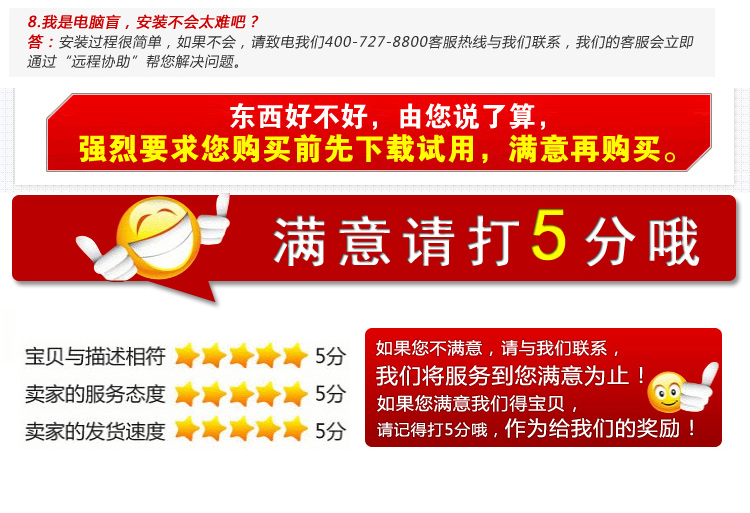 8.我是电脑盲，安装不会太难吧？
答：安装过程很简单，如果不会，请致电我们400-727-8800客服热线与我们联系，我们的客服会立即
通过“远程协助”帮您解决问题。
东西好不好，由您说了算，
强烈要求您购买前先下载试用，满意再购买。
满意请打5分哦
宝贝与描述相符 5分
卖家的服务态度 5分
卖家的发货速度 5分
如果您不满意，请与我们联系，
我们将服务到您满意为止！
如果您满意我们得宝贝，
请记得打5分哦，作为给我们的奖励！